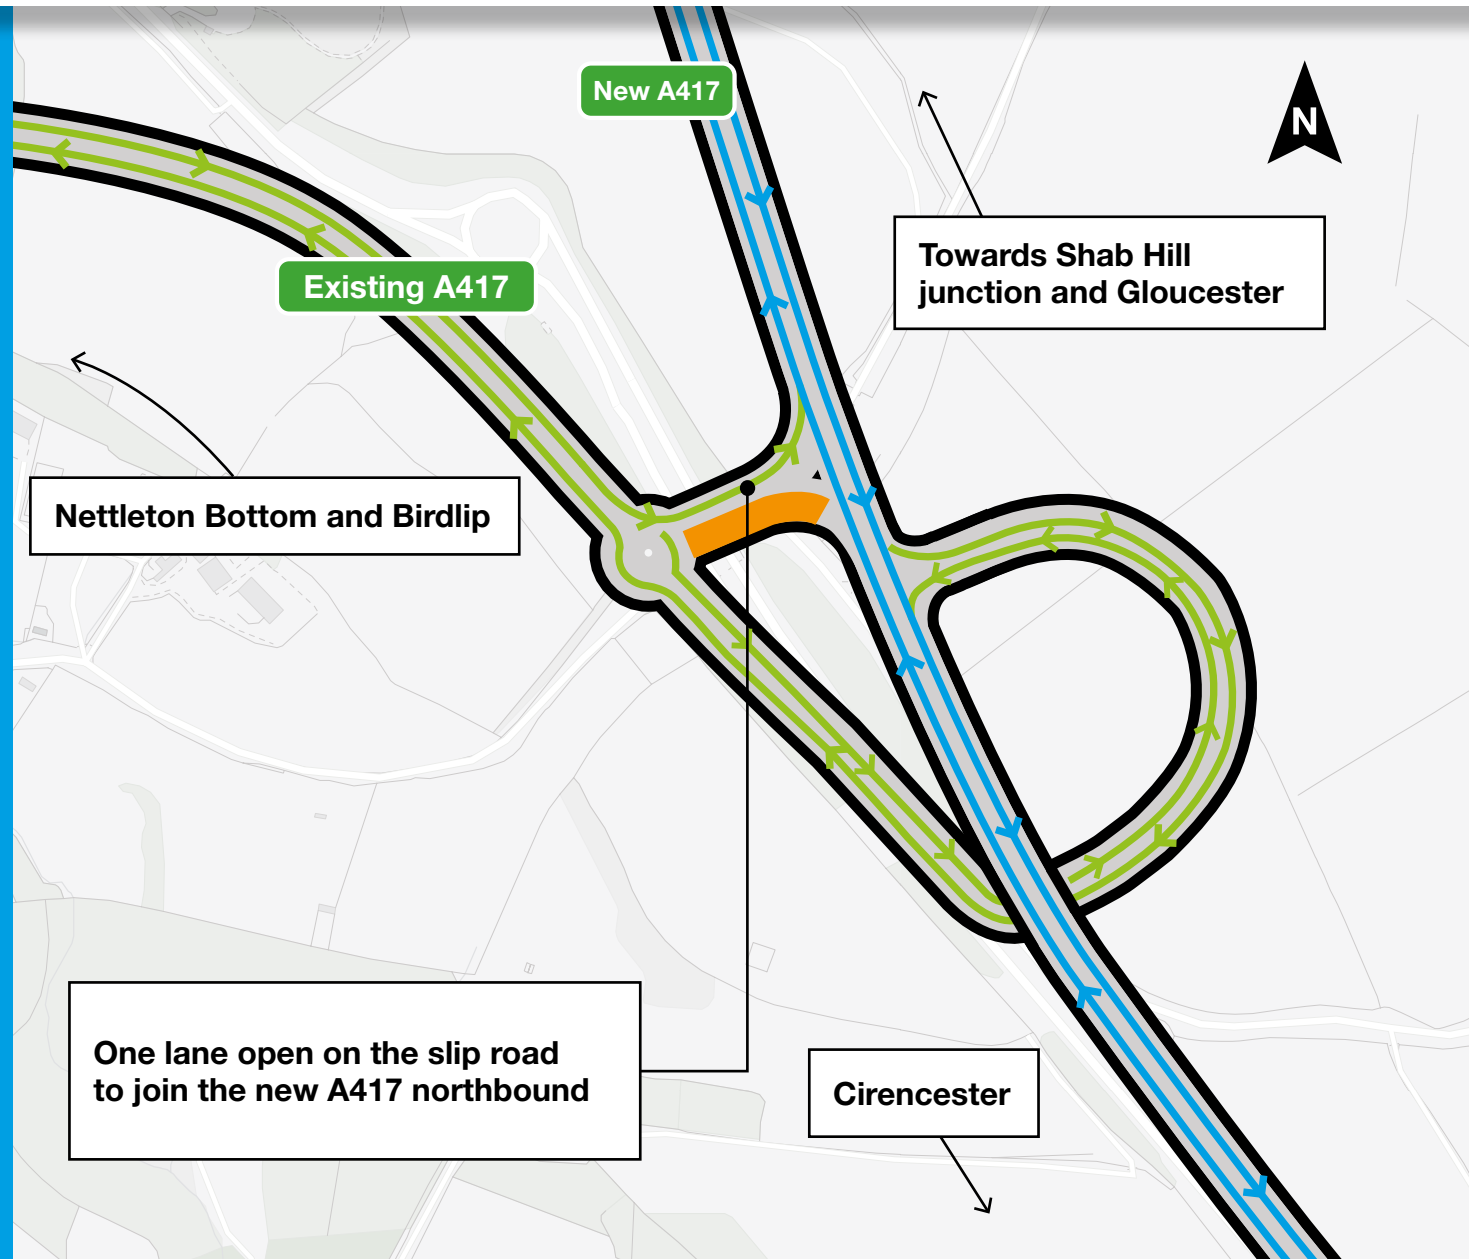 New A417
N
Towards Shab Hill
junction and Gloucester
Existing A417
Nettleton Bottom and Birdlip
One lane open on the slip road
to join the new A417 northbound
Cirencester